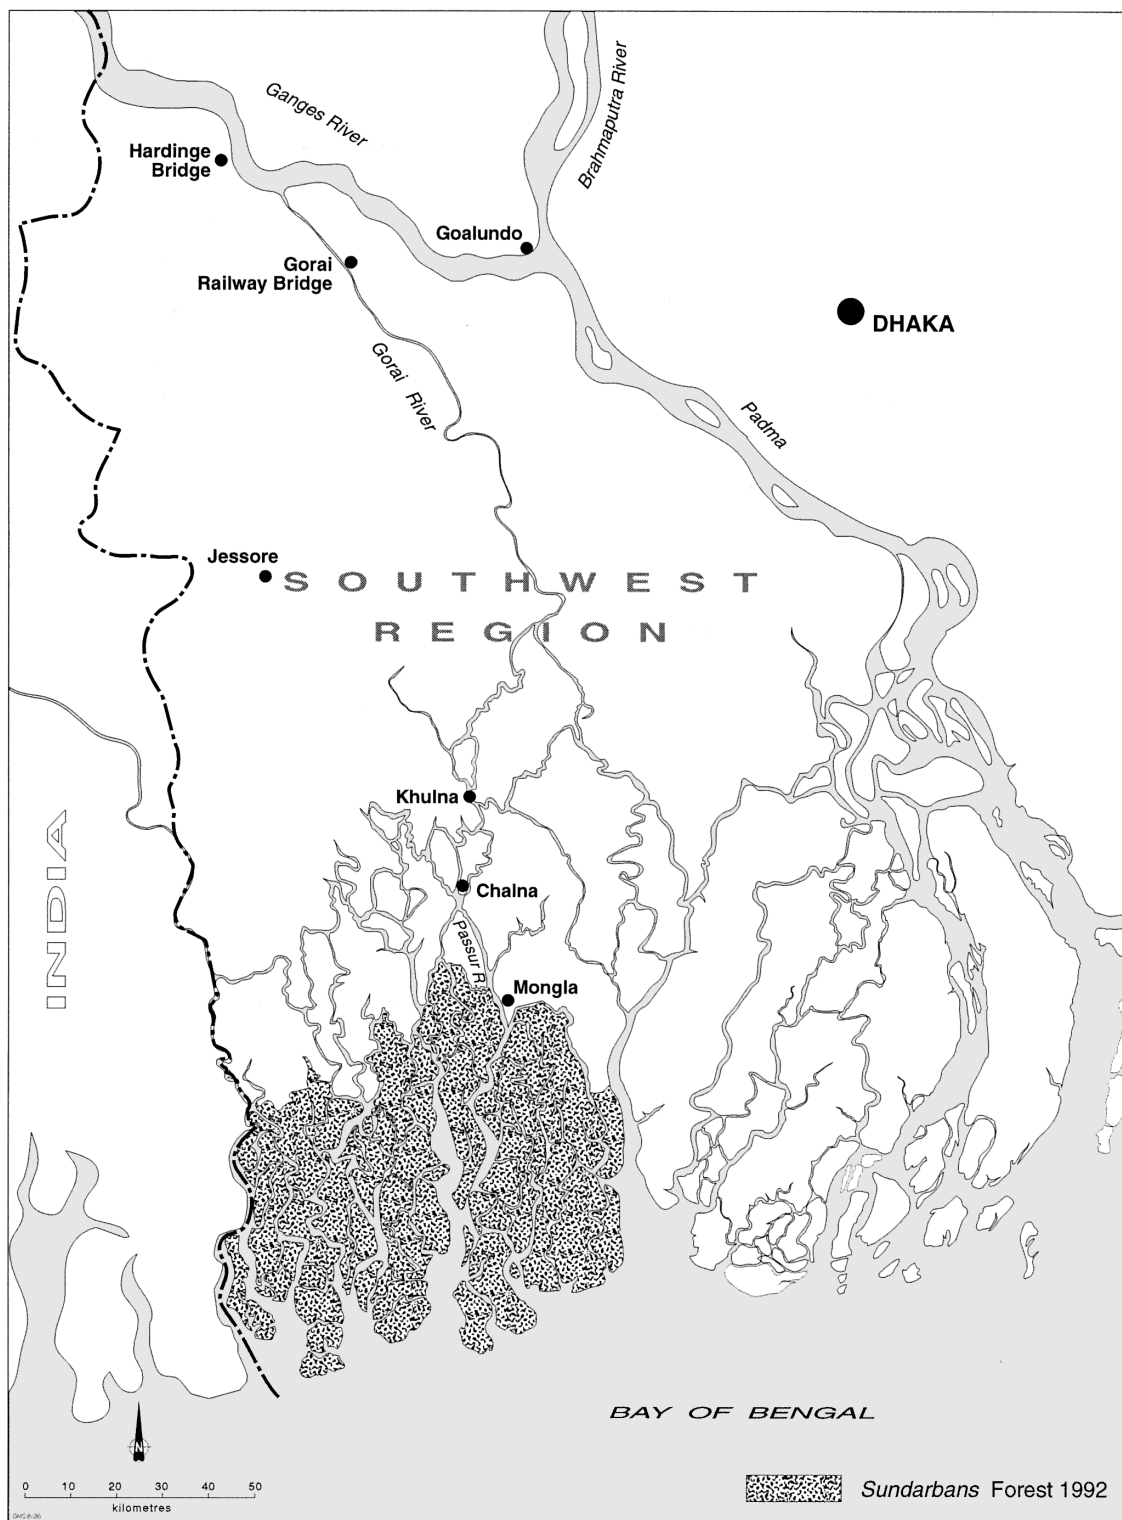 Ganges River
Brahmaputra River
Hardinge
Bridge
Goalundo
Gorai
Railway Bridge
DHAKA
Gorai River
Padma
Jessore
SOUTHWEST
REGION
Khulna
INDIA
Chalna
Passur R
Mongla
BAY OF BENGAL
N
0 10 20 30 40 50
kilometres
Sundarbans Forest 1992